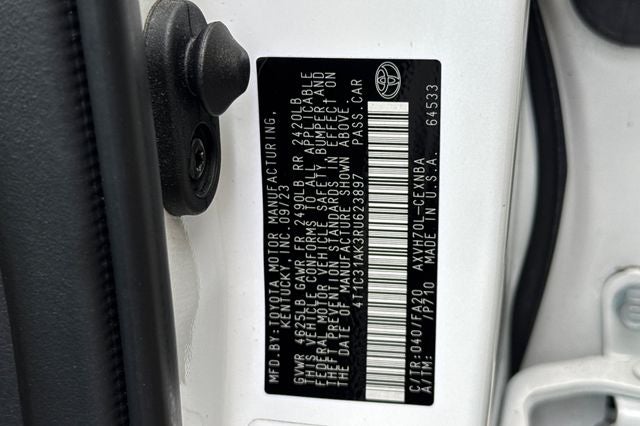 MFD.BY:TOYOTA MOTOR MANUFACTURING,
KENTUCKY, INC. 09/23
GVWR 4625LB GAWR FR 2490LB RR 2420LB
THIS VEHICLE CONFORMS TO ALL APPLICABLE
FEDERAL MOTOR VEHICLE SAFETY, BUMPER, AND
THEFT PREVENTION STANDARDS IN EFFECT ON
THE DATE OF MANUFACTURE SHOWN ABOVE.
4T1C31AK3RU623897 PASS.CAR
C/TR:040/FA20 AXVH70L-CEXNBA
A/TM: /P710 MADE IN U.S.A. 64533